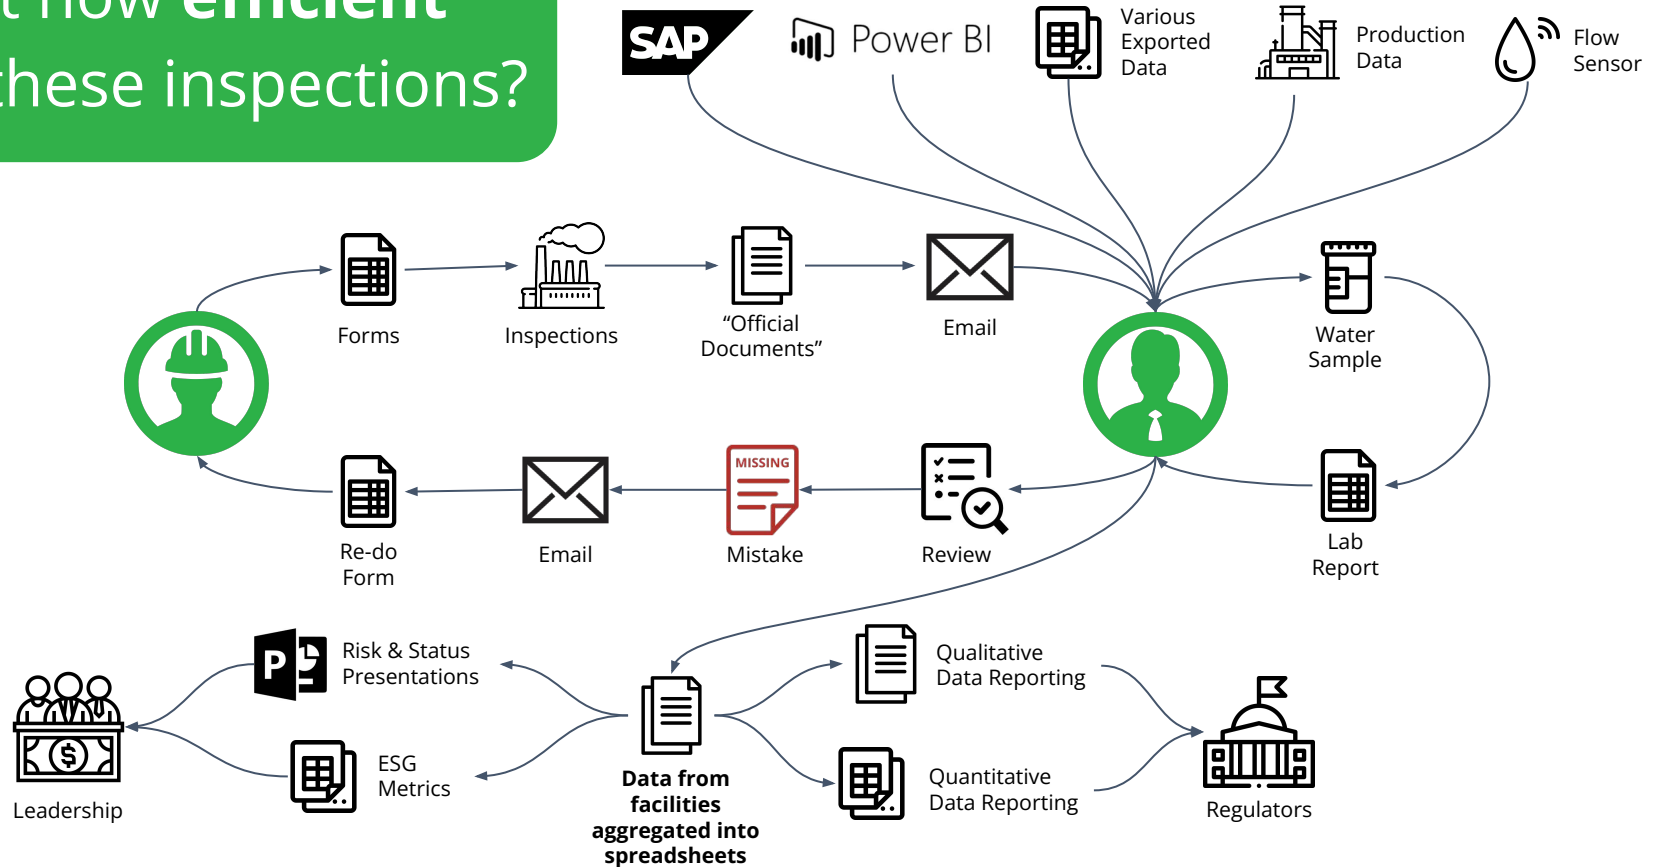 t how efficient
these inspections?
SAP
Power BI
Various
Exported
Data
Production
Data
Flow
Sensor
Forms
Inspections
“Official
Documents”
Email
Water
Sample
Re-do
Form
Email
MISSING
Mistake
Review
Lab
Report
P
Risk & Status
Presentations
ESG
Metrics
$
Leadership
Data from
facilities
aggregated into
spreadsheets
Qualitative
Data Reporting
Quantitative
Data Reporting
Regulators